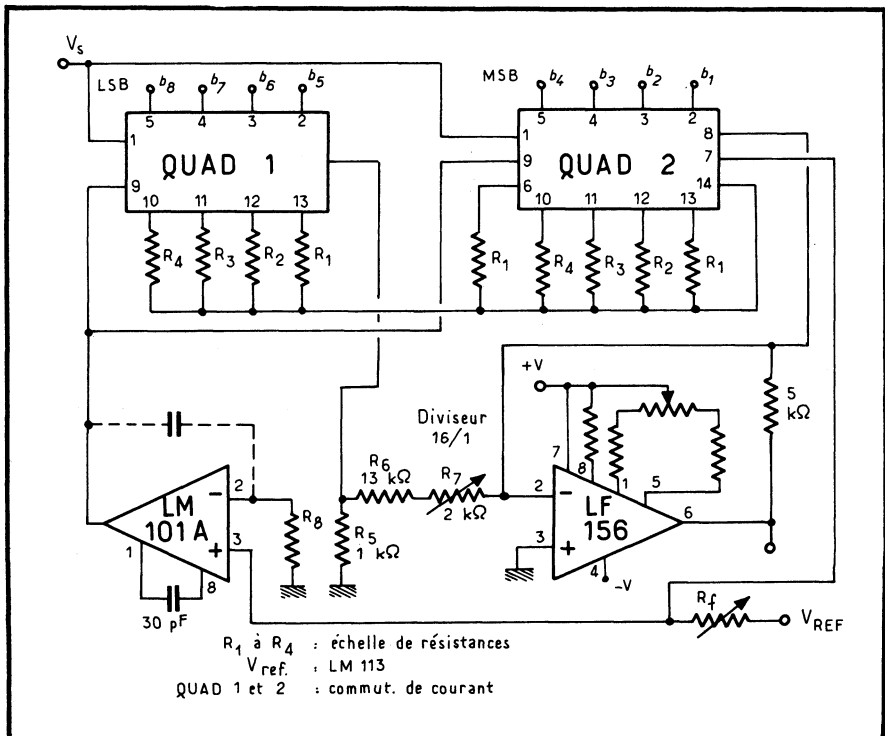 Vs
LSB b8 b7 b6 b5
MSB b4 b3 b2 b1
5 4 3 2
5 4 3 2
1
QUAD 1
9
10 11 12 13
1
9
6
QUAD 2
8
7
14
10 11 12 13
R4 R3 R2 R1
R1 R4 R3 R2 R1
+V
5
kΩ
Diviseur
16/1
R6
13 kΩ
R7
2 kΩ
R5
1 kΩ
R8
LM
101A
2
−
3
+
1
8
30 pF
LF
156
7
8
1
5
2
−
3
+
4
6
−V
Rf
VREF
R1 à R4 : échelle de résistances
Vref. : LM 113
QUAD 1 et 2 : commut. de courant